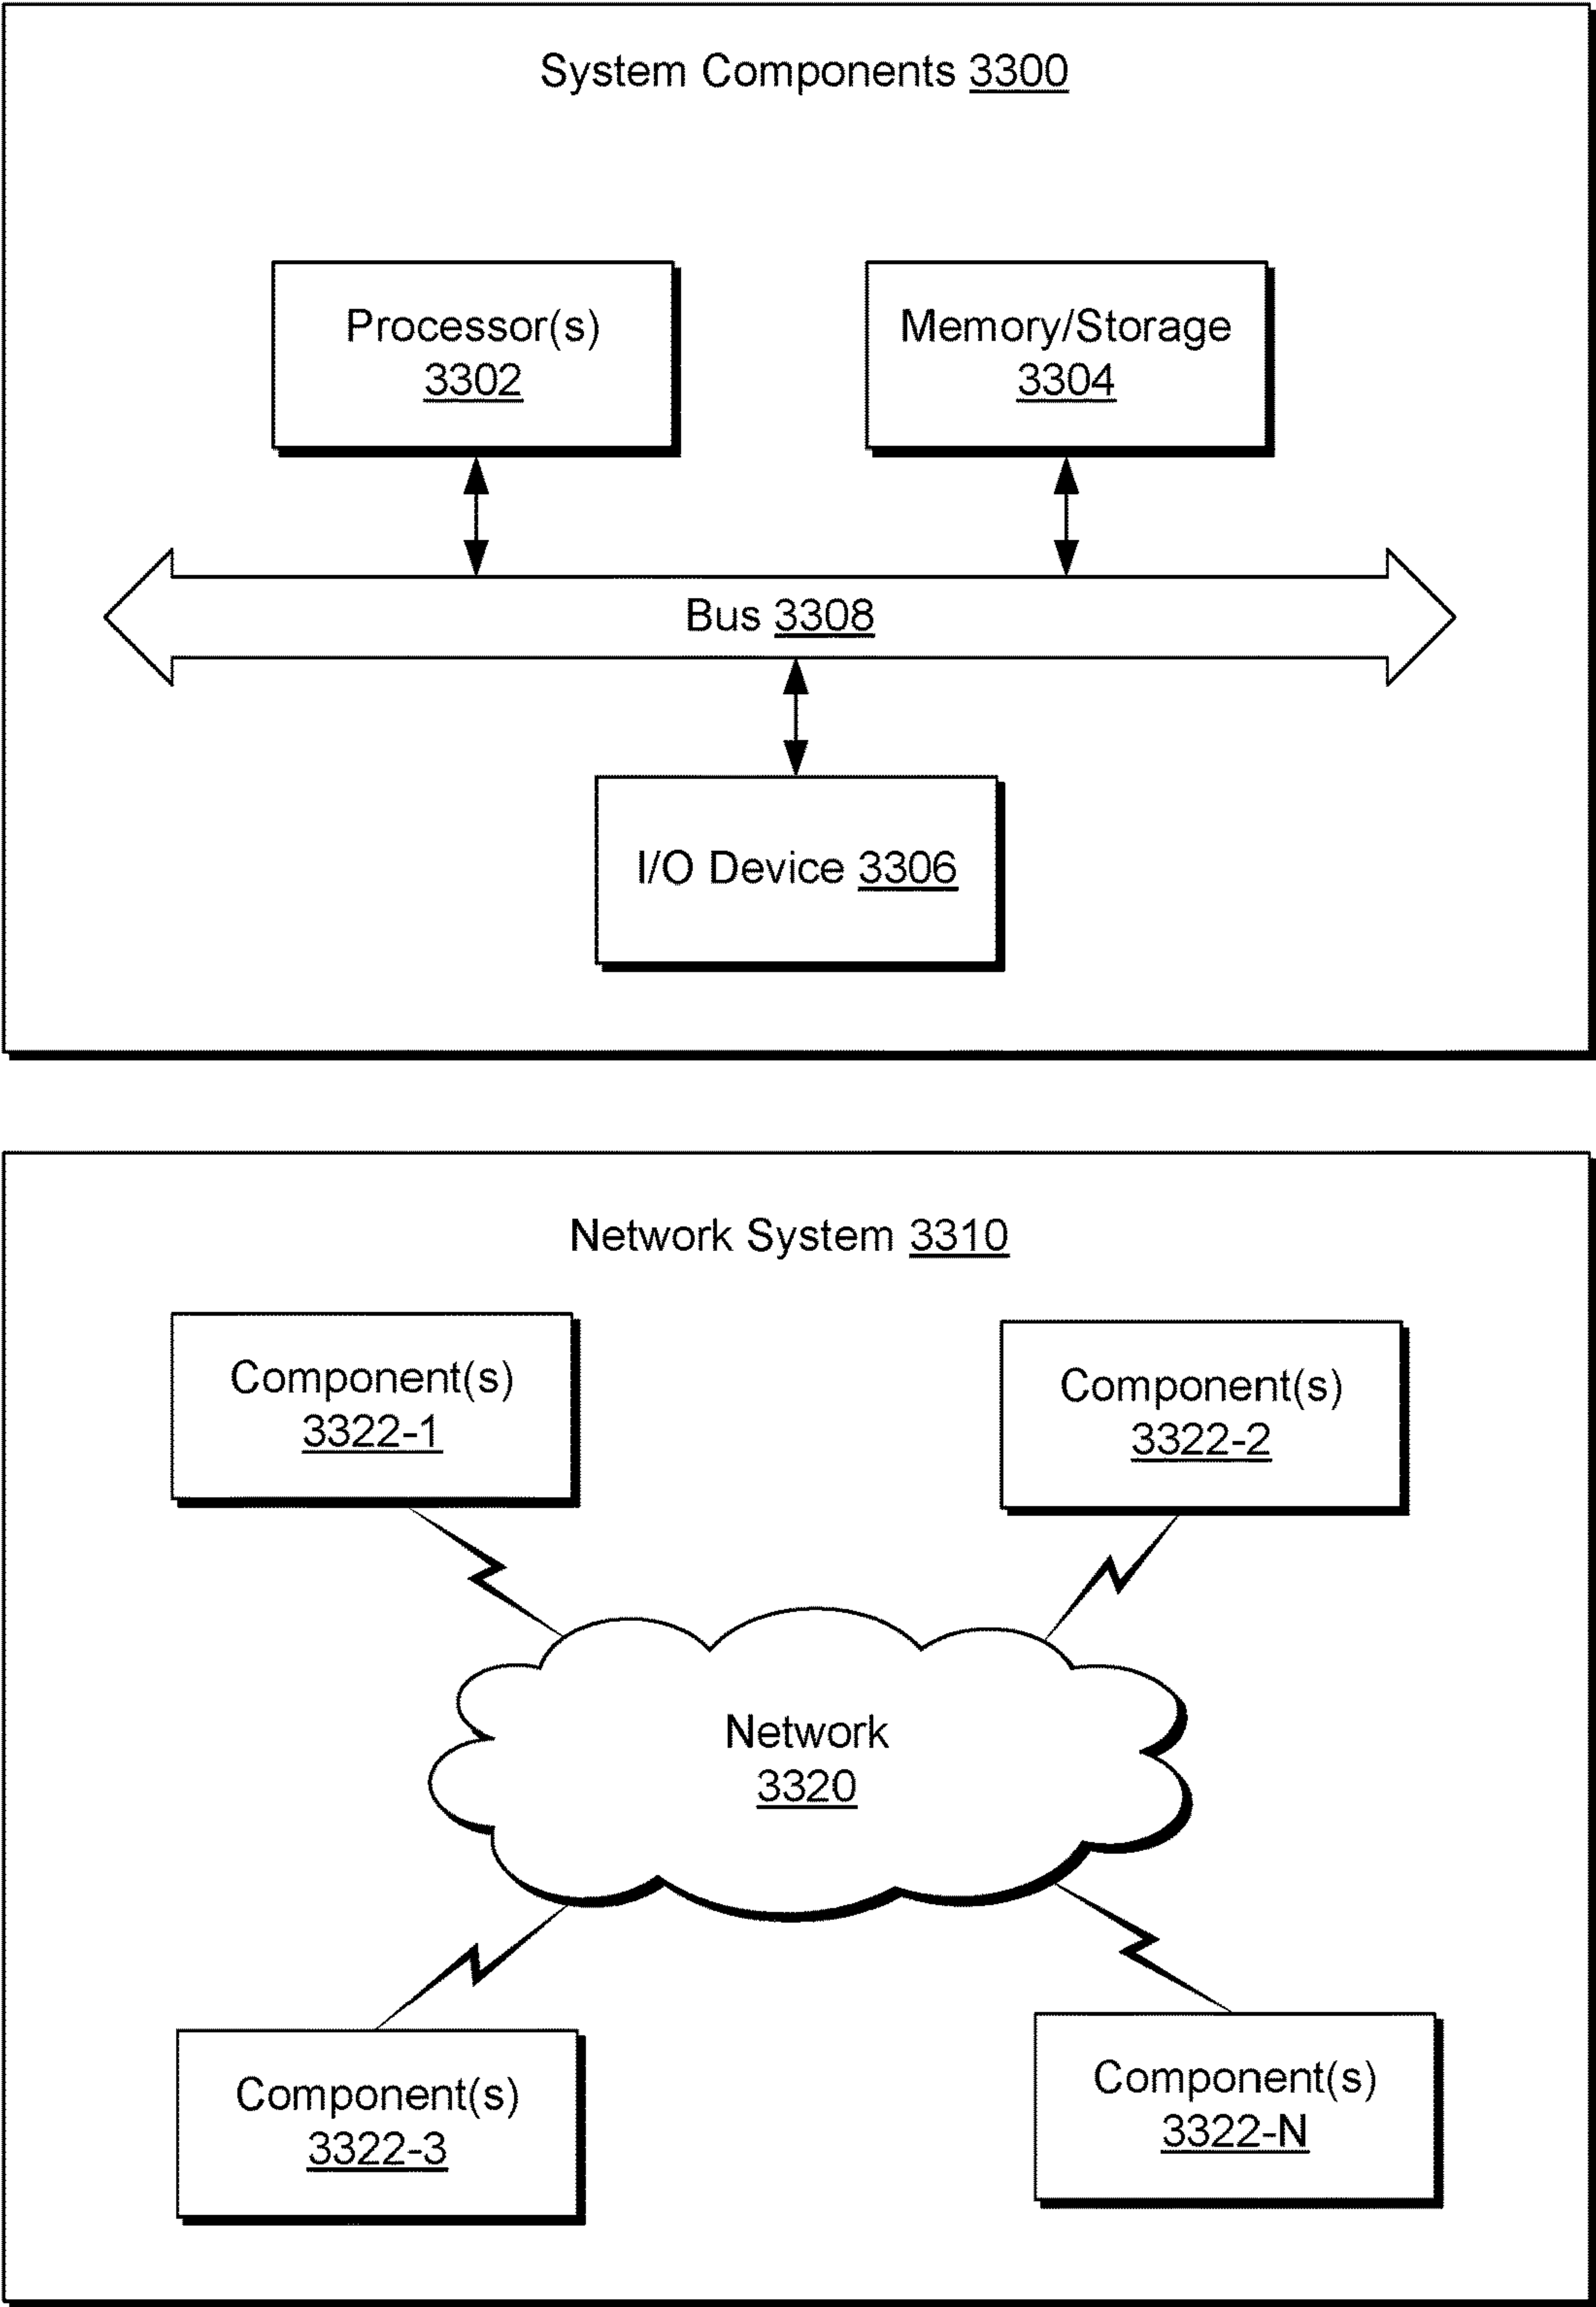 System Components 3300
Processor(s)
3302
Memory/Storage
3304
Bus 3308
I/O Device 3306
Network System 3310
Component(s)
3322-1
Component(s)
3322-2
Network
3320
Component(s)
3322-3
Component(s)
3322-N